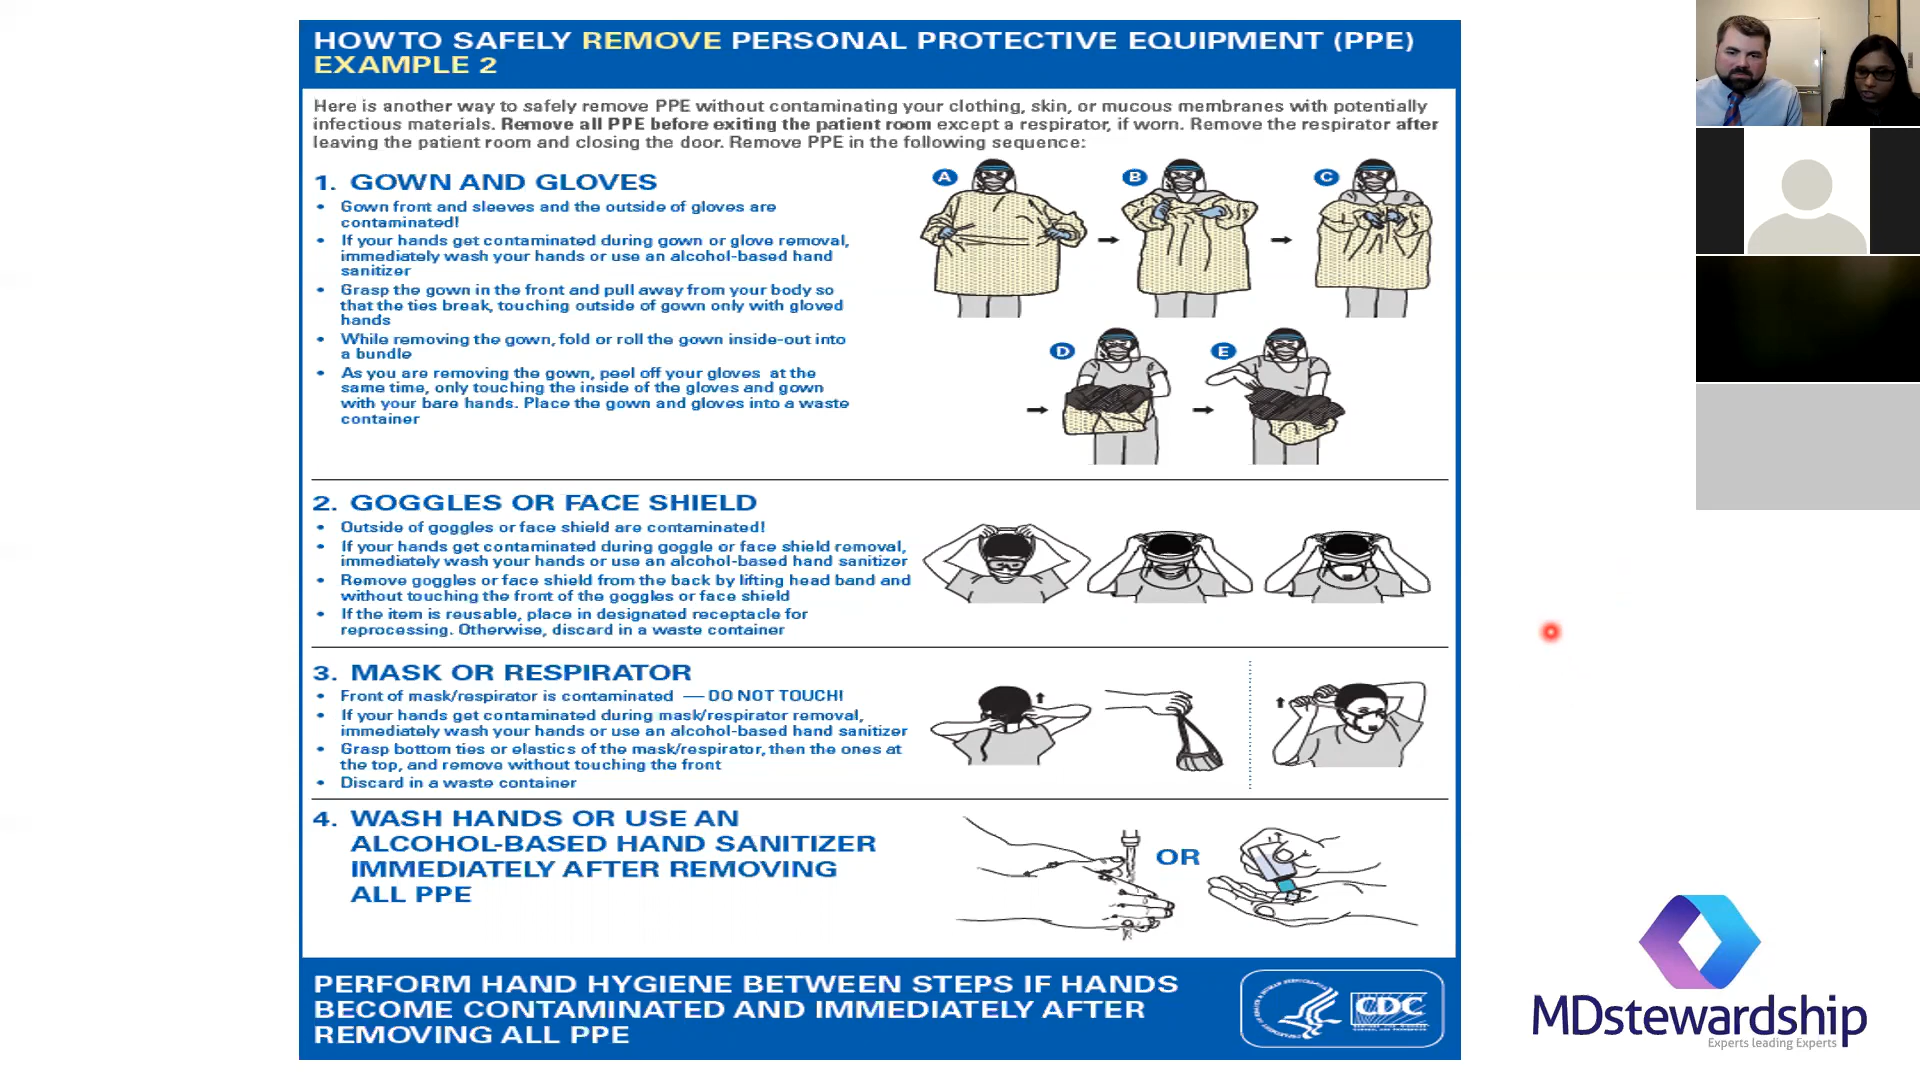 HOW TO SAFELY REMOVE PERSONAL PROTECTIVE EQUIPMENT (PPE)
EXAMPLE 2
Here is another way to safely remove PPE without contaminating your clothing, skin, or mucous membranes with potentially
infectious materials. Remove all PPE before exiting the patient room except a respirator, if worn. Remove the respirator after
leaving the patient room and closing the door. Remove PPE in the following sequence:
1. GOWN AND GLOVES
• Gown front and sleeves and the outside of gloves are
contaminated!
• If your hands get contaminated during gown or glove removal,
immediately wash your hands or use an alcohol-based hand
sanitizer
• Grasp the gown in the front and pull away from your body so
that the ties break, touching outside of gown only with gloved
hands
• While removing the gown, fold or roll the gown inside-out into
a bundle
• As you are removing the gown, peel off your gloves at the
same time, only touching the inside of the gloves and gown
with your bare hands. Place the gown and gloves into a waste
container
A
B
C
D
E
2. GOGGLES OR FACE SHIELD
• Outside of goggles or face shield are contaminated!
• If your hands get contaminated during goggle or face shield removal,
immediately wash your hands or use an alcohol-based hand sanitizer
• Remove goggles or face shield from the back by lifting head band and
without touching the front of the goggles or face shield
• If the item is reusable, place in designated receptacle for
reprocessing. Otherwise, discard in a waste container
3. MASK OR RESPIRATOR
• Front of mask/respirator is contaminated — DO NOT TOUCH!
• If your hands get contaminated during mask/respirator removal,
immediately wash your hands or use an alcohol-based hand sanitizer
• Grasp bottom ties or elastics of the mask/respirator, then the ones at
the top, and remove without touching the front
• Discard in a waste container
4. WASH HANDS OR USE AN
ALCOHOL-BASED HAND SANITIZER
IMMEDIATELY AFTER REMOVING
ALL PPE
OR
PERFORM HAND HYGIENE BETWEEN STEPS IF HANDS
BECOME CONTAMINATED AND IMMEDIATELY AFTER
REMOVING ALL PPE
CDC
MDstewardship
Experts leading Experts